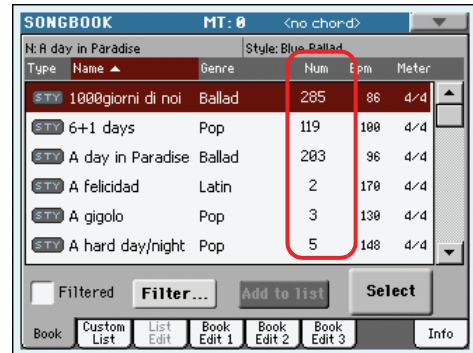 SONGBOOK MT: 0 <no chord>
N: A day in Paradise Style: Blue Ballad
Type Name Genre Num Bpm Meter
STY 1000giorni di noi Ballad 285 86 4/4
STY 6+1 days Pop 119 100 4/4
STY A day in Paradise Ballad 203 96 4/4
STY A felicidad Latin 2 170 4/4
STY A gigolo Pop 3 130 4/4
STY A hard day/night Pop 5 148 4/4
Filtered Filter... Add to list Select
Book Custom List List Edit Book Edit 1 Book Edit 2 Book Edit 3 Info